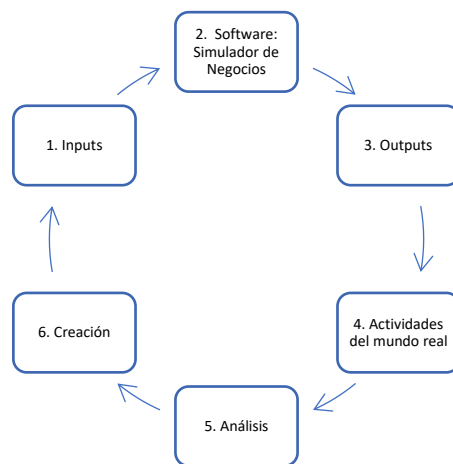 2. Software:
Simulador de
Negocios
1. Inputs
3. Outputs
6. Creación
4. Actividades
del mundo real
5. Análisis